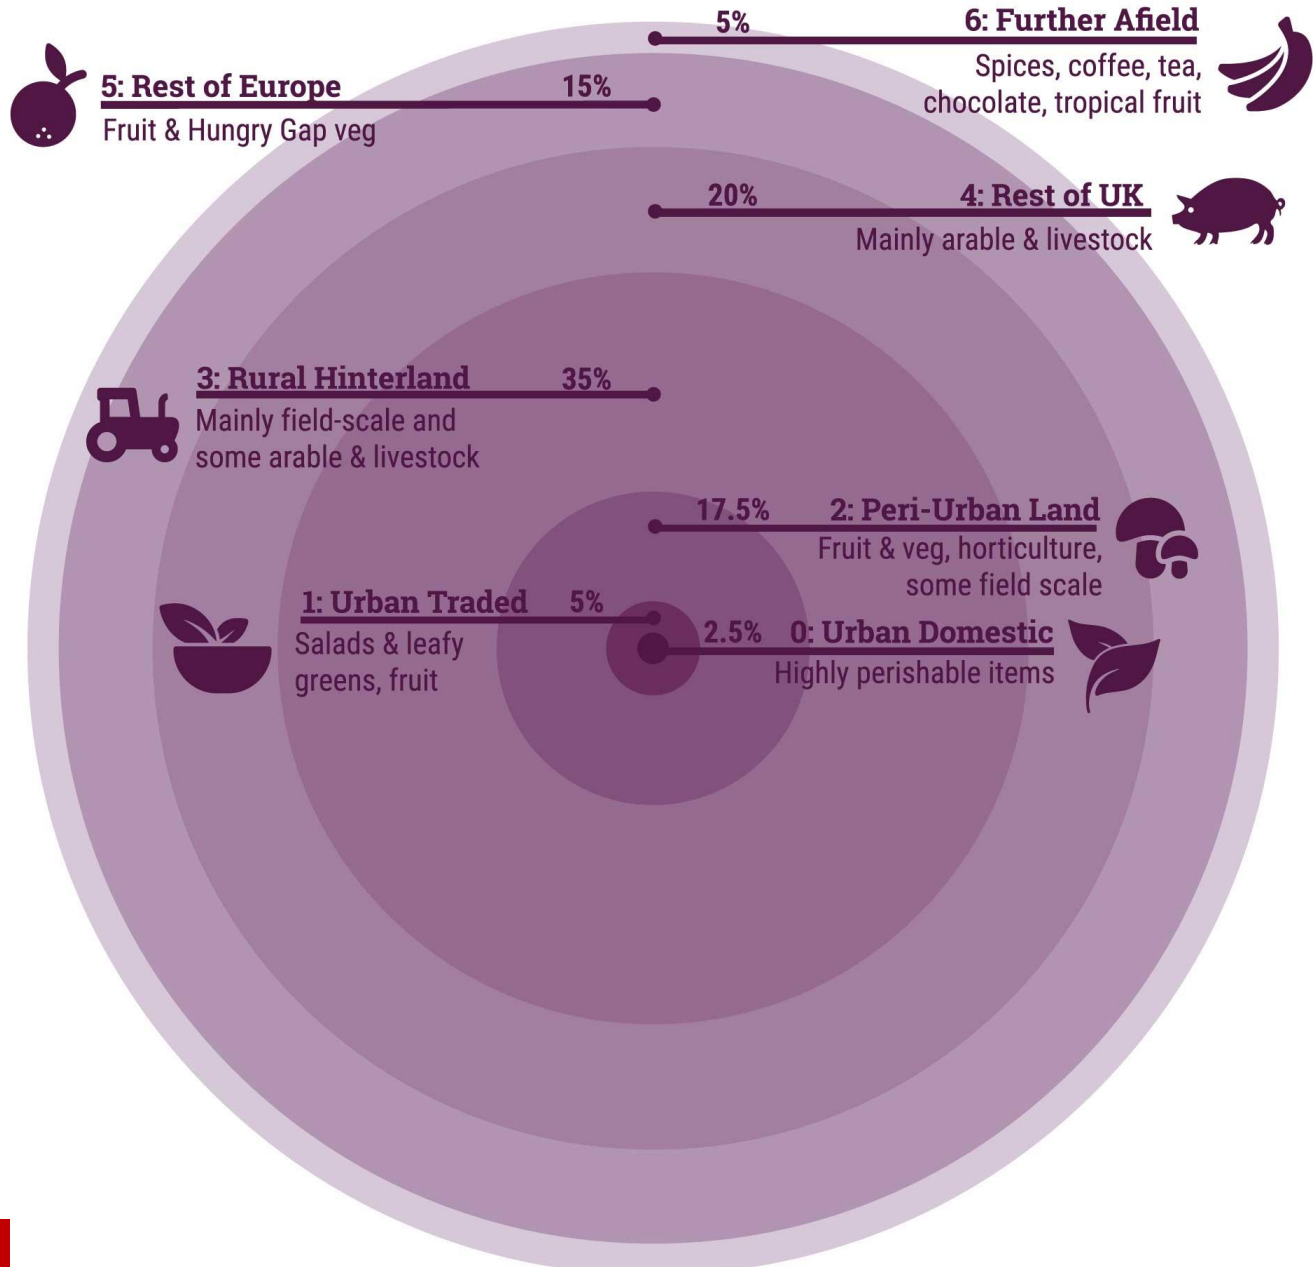 5%
6: Further Afield
Spices, coffee, tea,
chocolate, tropical fruit
5: Rest of Europe
15%
Fruit & Hungry Gap veg
20%
4: Rest of UK
Mainly arable & livestock
3: Rural Hinterland
35%
Mainly field-scale and
some arable & livestock
17.5%
2: Peri-Urban Land
Fruit & veg, horticulture,
some field scale
1: Urban Traded
5%
Salads & leafy
greens, fruit
2.5%
0: Urban Domestic
Highly perishable items